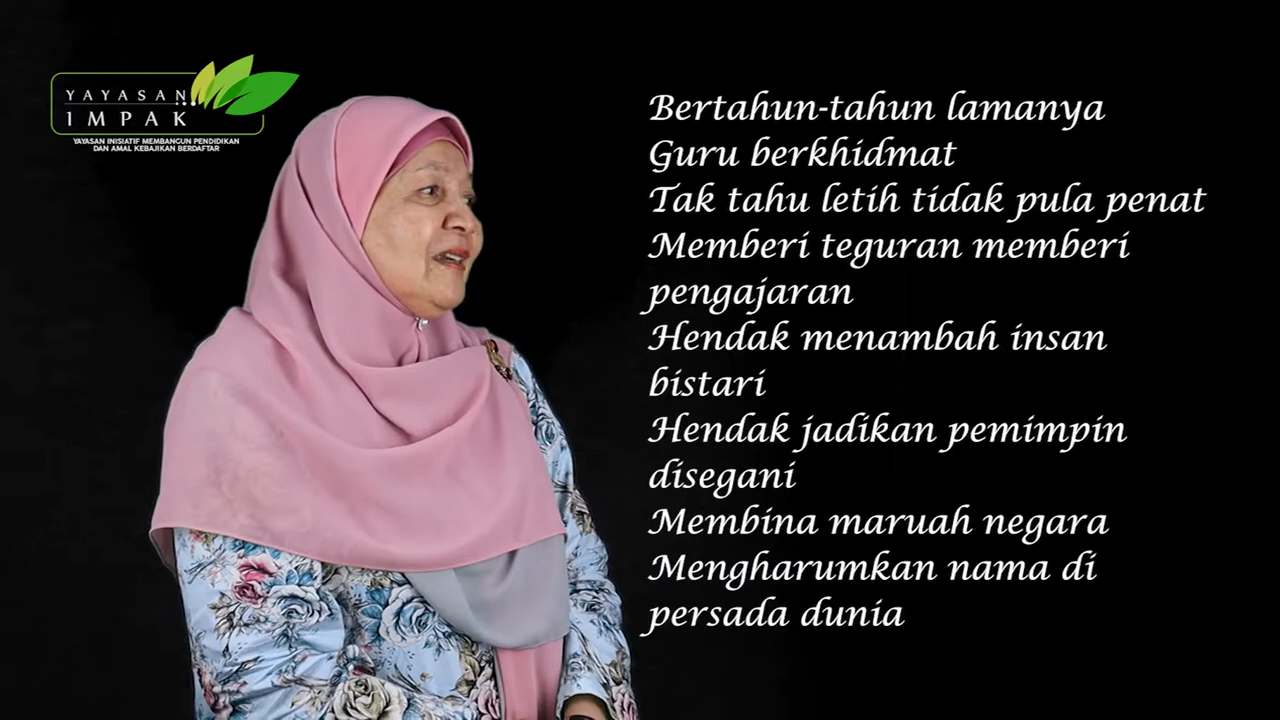 YAYASAN
IMPAK
YAYASAN INISIATIF MEMBANGUN PENDIDIKAN
DAN AMAL KEBAJIKAN BERDAFTAR
Bertahun-tahun lamanya
Guru berkhidmat
Tak tahu letih tidak pula penat
Memberi teguran memberi
pengajaran
Hendak menambah insan
bistari
Hendak jadikan pemimpin
disegani
Membina maruah negara
Mengharumkan nama di
persada dunia